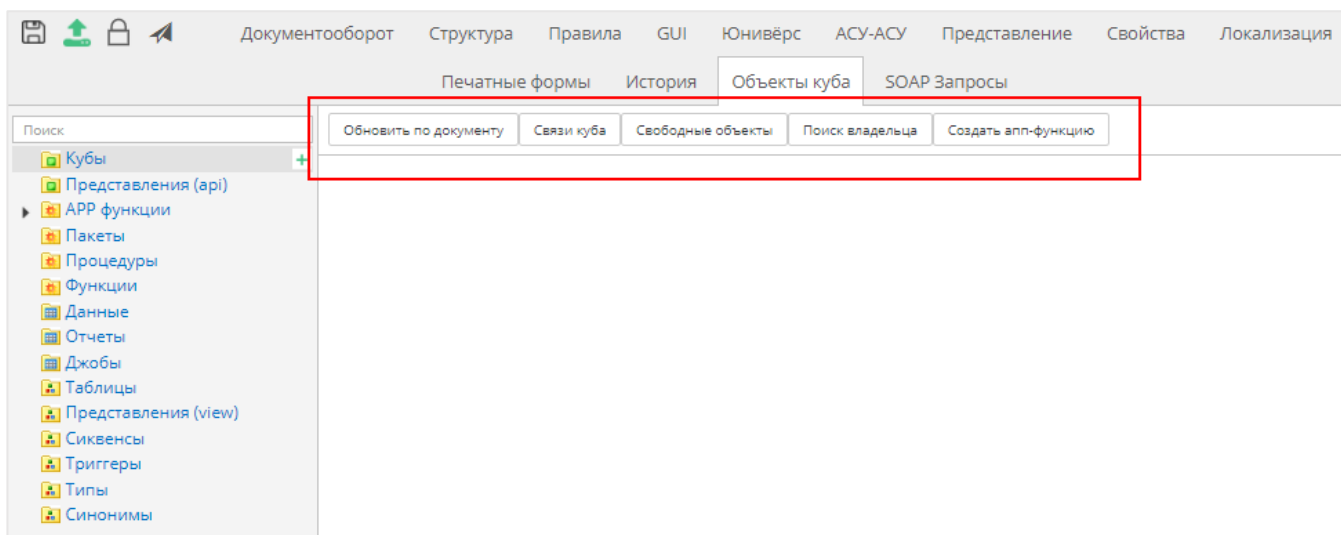 Документооборот Структура Правила GUI Юнивёрс АСУ-АСУ Представление Свойства Локализация
Печатные формы История Объекты куба SOAP Запросы
Поиск
Обновить по документу Связи куба Свободные объекты Поиск владельца Создать апп-функцию
Кубы
Представления (api)
APP функции
Пакеты
Процедуры
Функции
Данные
Отчеты
Джобы
Таблицы
Представления (view)
Сиквенсы
Триггеры
Типы
Синонимы